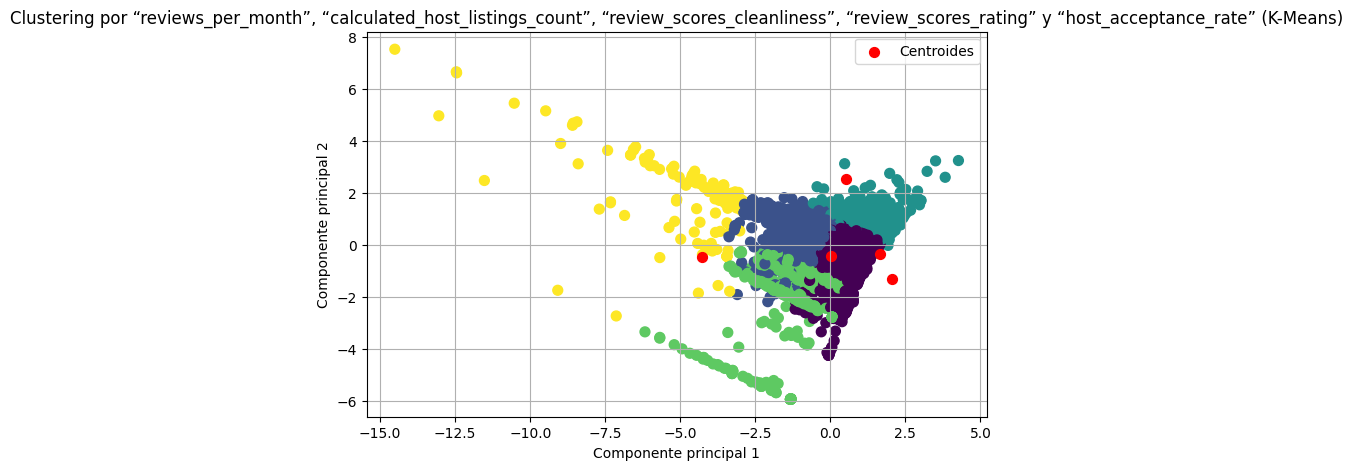 Clustering por “reviews_per_month”, “calculated_host_listings_count”, “review_scores_cleanliness”, “review_scores_rating” y “host_acceptance_rate” (K-Means)
Centroides
Componente principal 2
8
6
4
2
0
−2
−4
−6
−15.0 −12.5 −10.0 −7.5 −5.0 −2.5 0.0 2.5 5.0
Componente principal 1